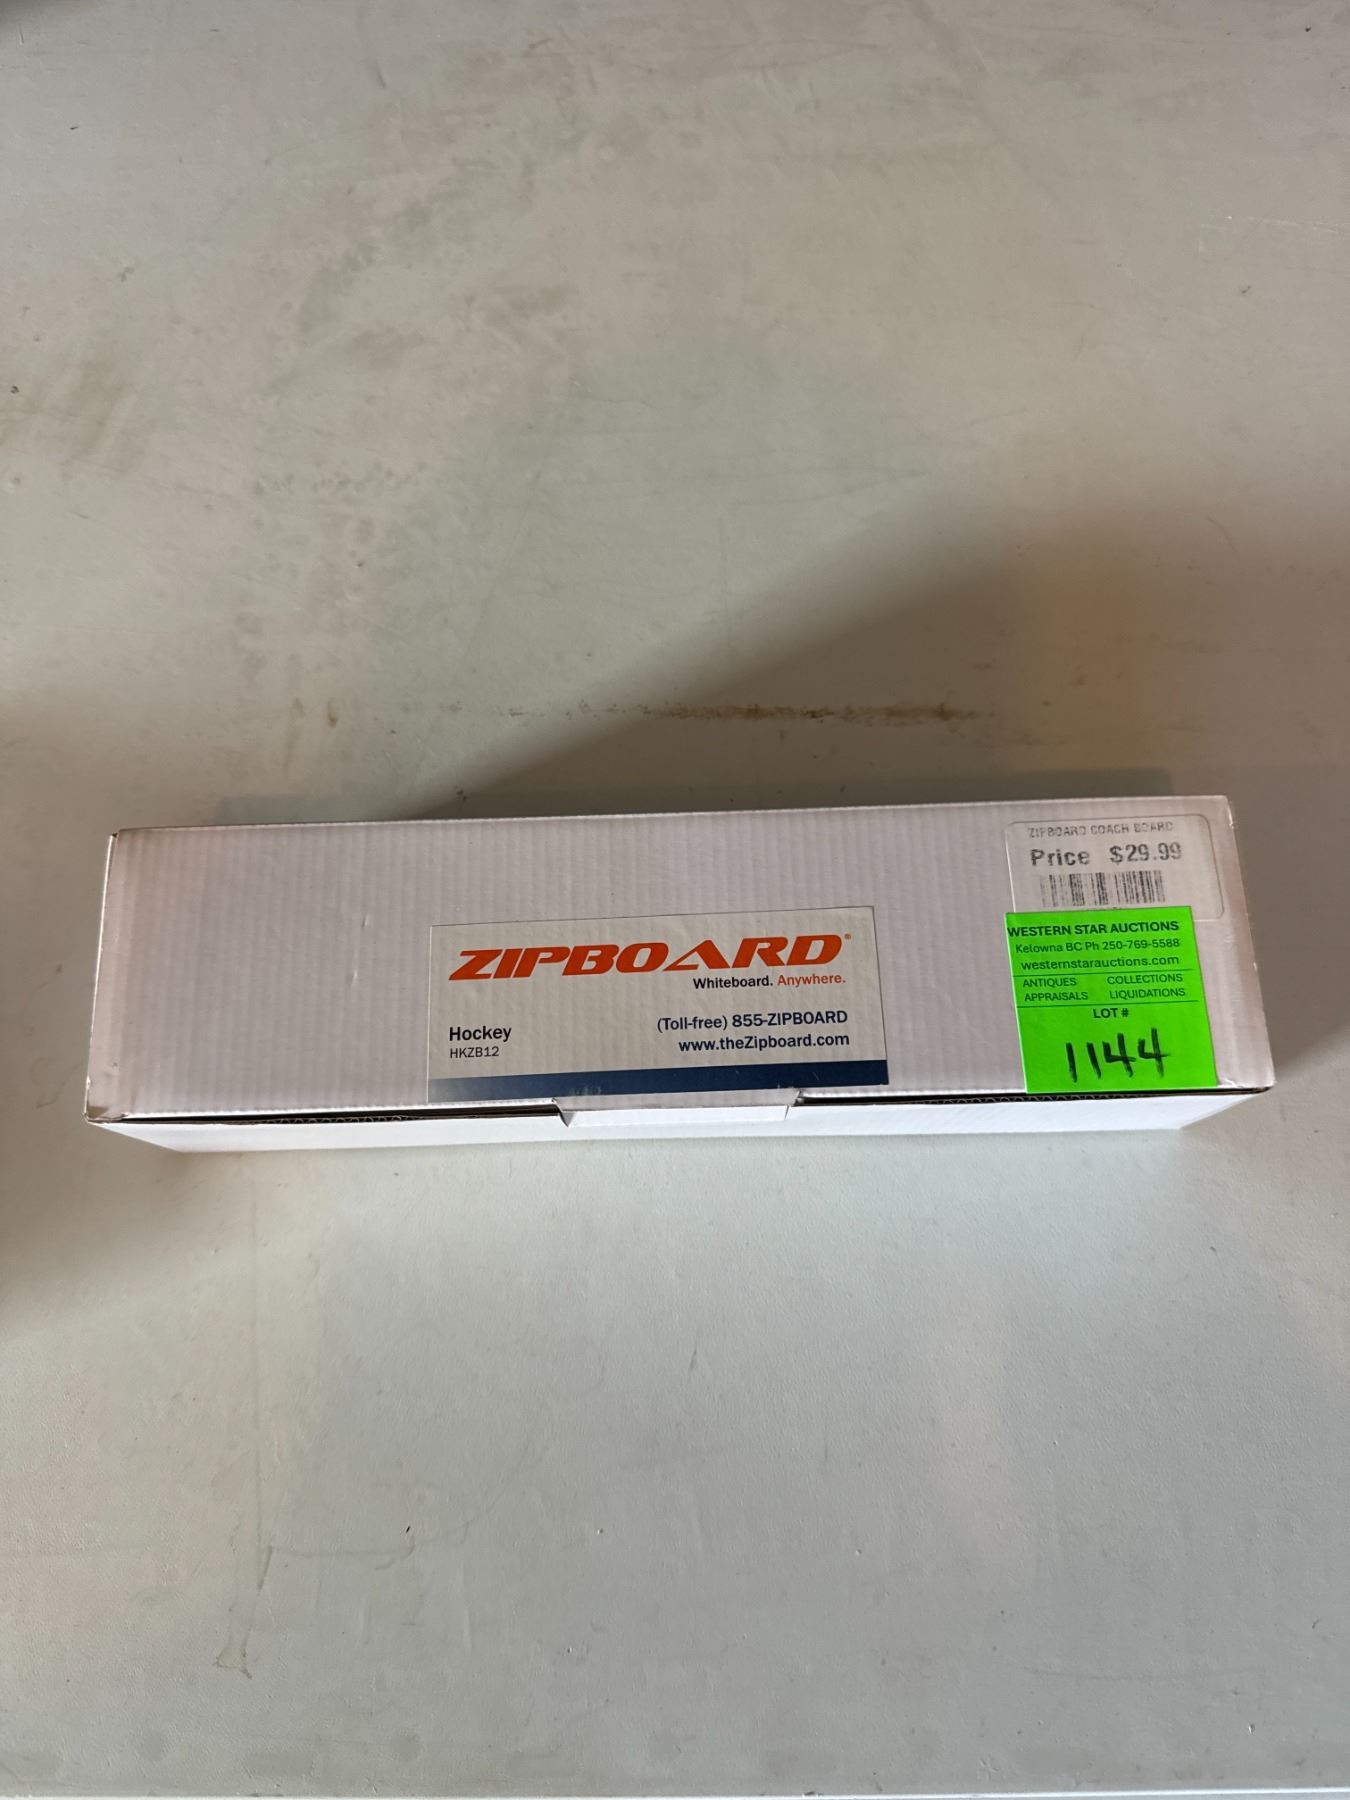 ZIPBOARD COACH BOARD
Price $29.99
ZIPBOARD®
Whiteboard. Anywhere.
Hockey
HKZB12
(Toll-free) 855-ZIPBOARD
www.theZipboard.com
WESTERN STAR AUCTIONS
Kelowna BC Ph 250-769-5588
westernstarauctions.com
ANTIQUES COLLECTIONS
APPRAISALS LIQUIDATIONS
LOT #
1144